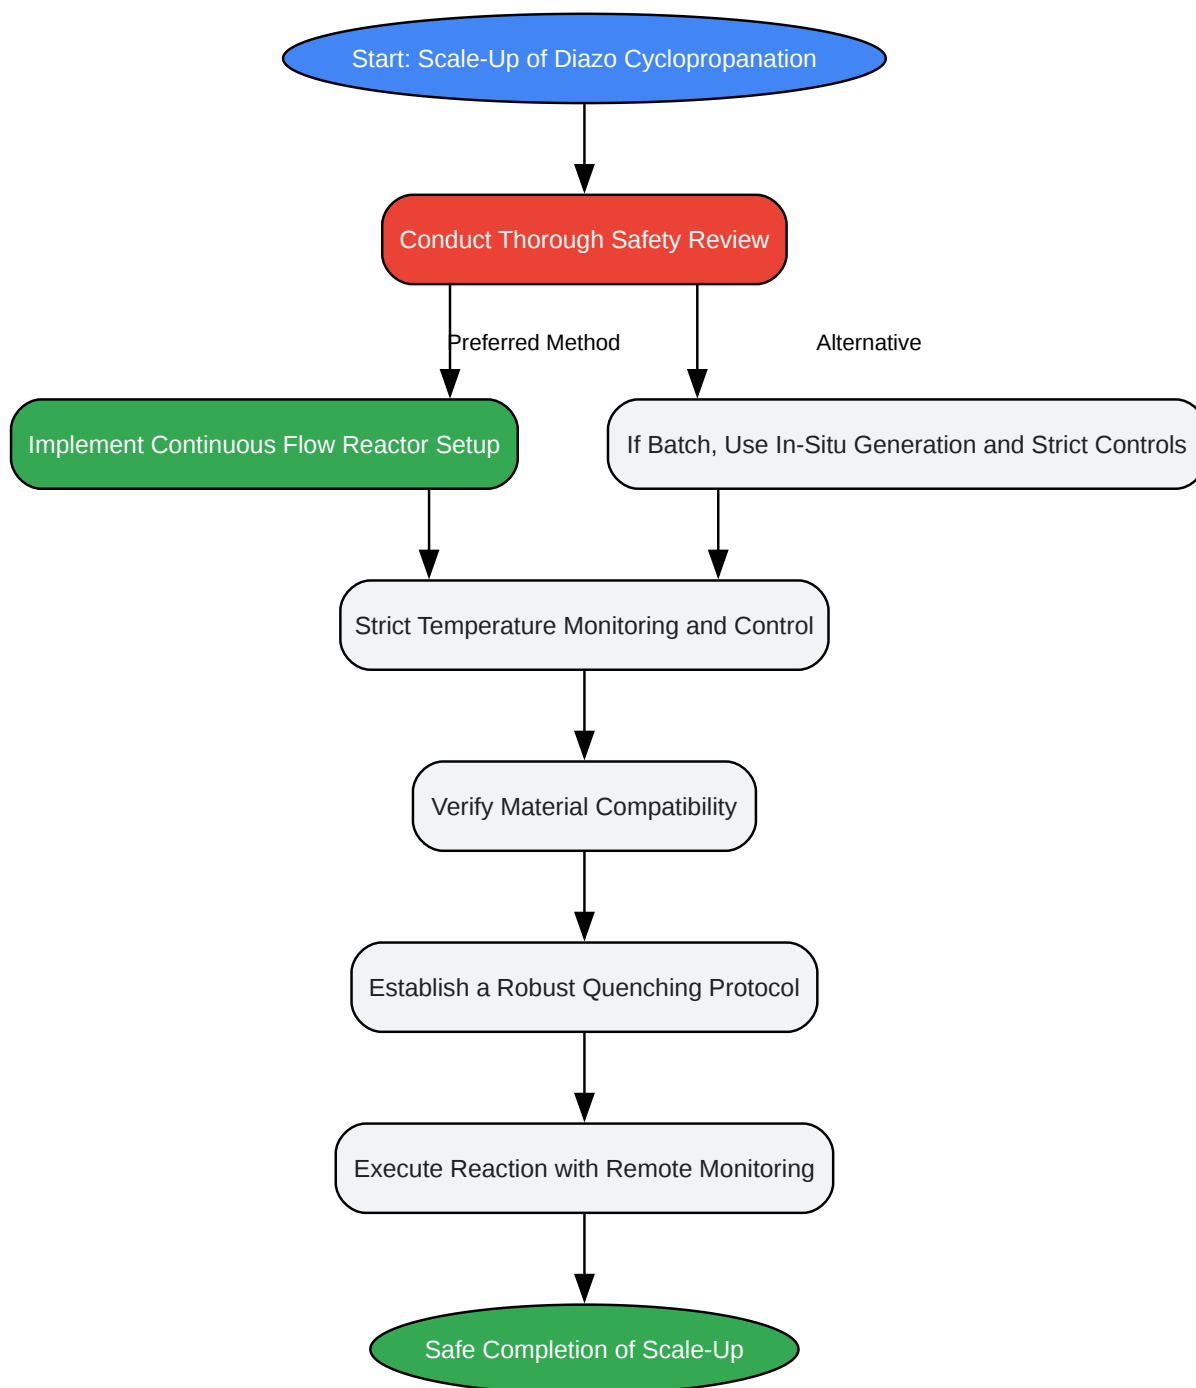 Start: Scale-Up of Diazo Cyclopropanation
Conduct Thorough Safety Review
Preferred Method
Alternative
Implement Continuous Flow Reactor Setup
If Batch, Use In-Situ Generation and Strict Controls
Strict Temperature Monitoring and Control
Verify Material Compatibility
Establish a Robust Quenching Protocol
Execute Reaction with Remote Monitoring
Safe Completion of Scale-Up